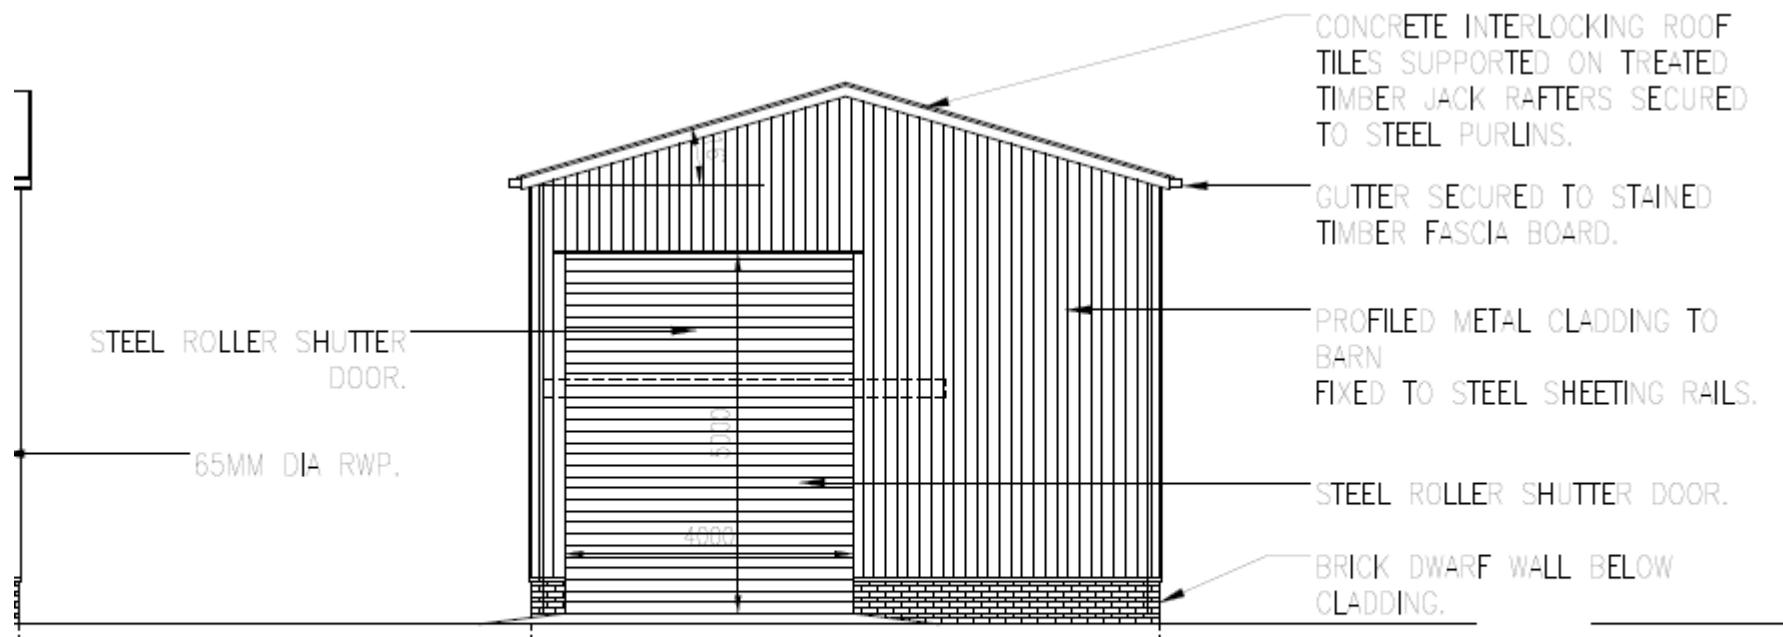 CONCRETE INTERLOCKING ROOF
TILES SUPPORTED ON TREATED
TIMBER JACK RAFTERS SECURED
TO STEEL PURLINS.
GUTTER SECURED TO STAINED
TIMBER FASCIA BOARD.
STEEL ROLLER SHUTTER
DOOR.
PROFILED METAL CLADDING TO
BARN
FIXED TO STEEL SHEETING RAILS.
5000
65MM DIA RWP.
STEEL ROLLER SHUTTER DOOR.
4000
BRICK DWARF WALL BELOW
CLADDING.